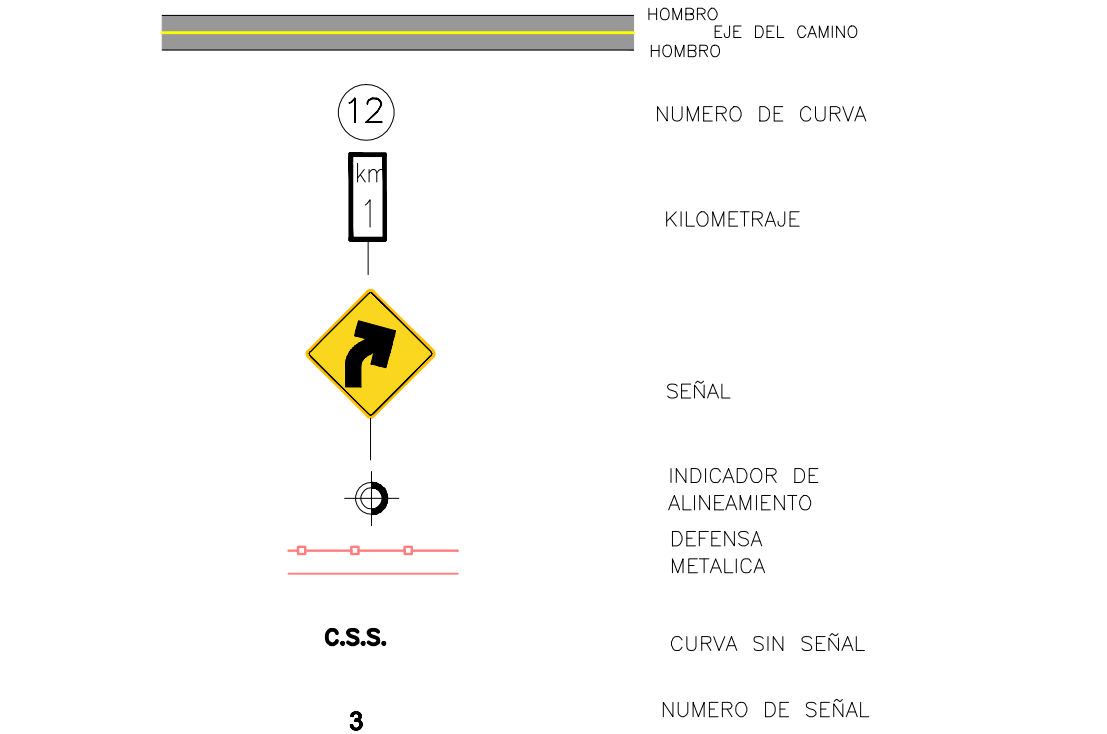 HOMBRO
EJE DEL CAMINO
HOMBRO
12
NUMERO DE CURVA
km
1
KILOMETRAJE
SEÑAL
INDICADOR DE
ALINEAMIENTO
DEFENSA
METALICA
C.S.S.
CURVA SIN SEÑAL
3
NUMERO DE SEÑAL